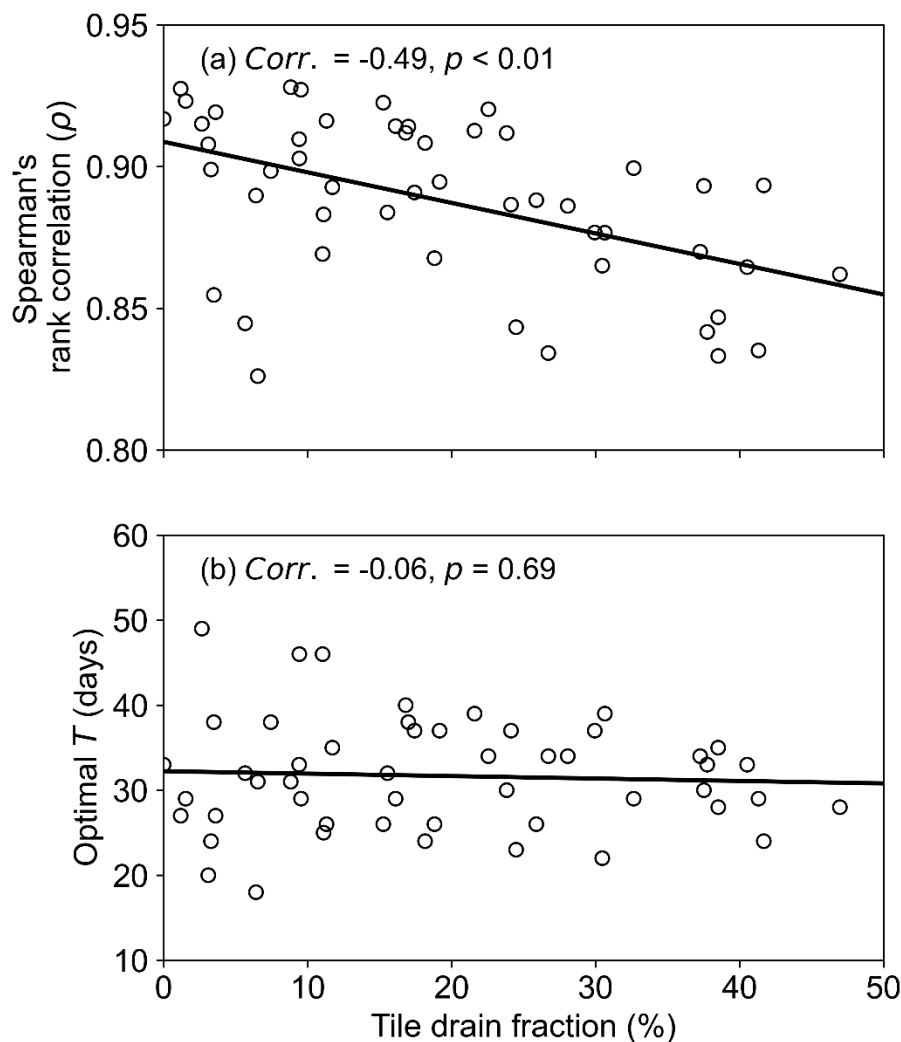 (a) Corr. = -0.49, p < 0.01
Spearman's
rank correlation (ρ)
0.95
0.90
0.85
0.80
(b) Corr. = -0.06, p = 0.69
Optimal T (days)
60
50
40
30
20
10
0 10 20 30 40 50
Tile drain fraction (%)